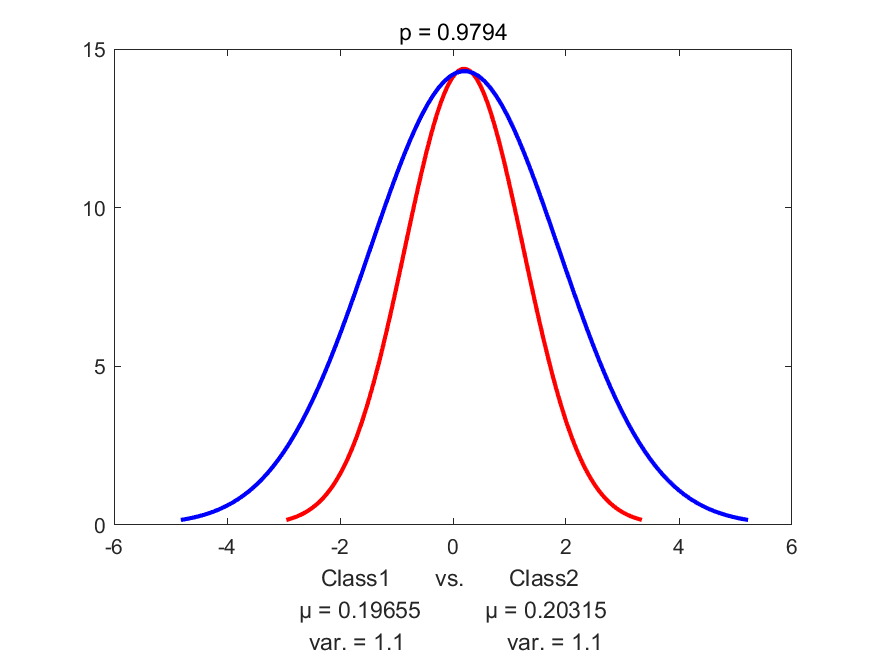 p = 0.9794
15
10
5
0
-6 -4 -2 0 2 4 6
Class1 vs. Class2
μ = 0.19655 μ = 0.20315
var. = 1.1 var. = 1.1